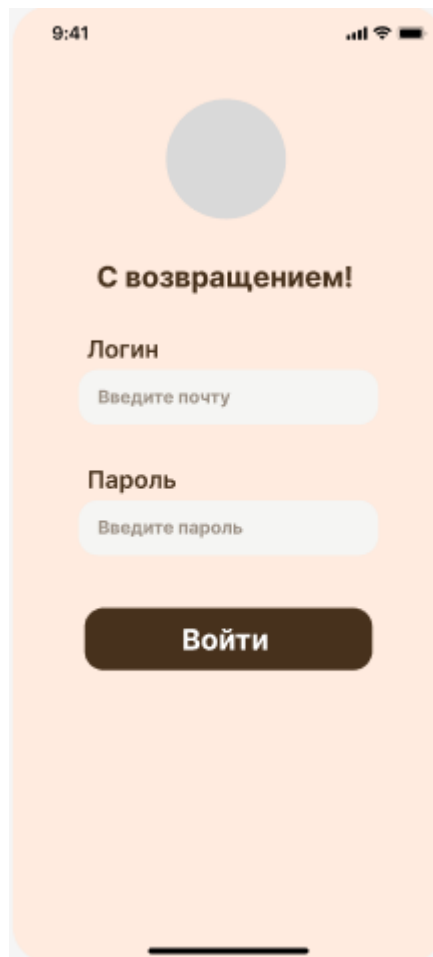 9:41
С возвращением!
Логин
Введите почту
Пароль
Введите пароль
Войти